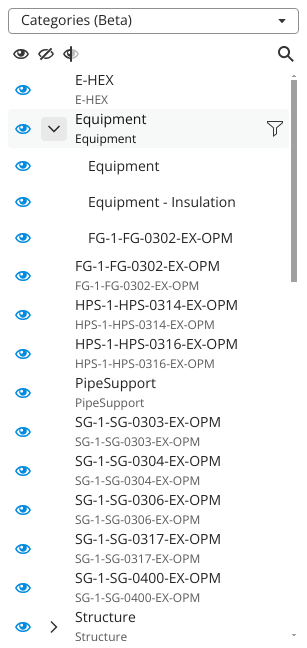 Categories (Beta)
E-HEX
E-HEX
Equipment
Equipment
Equipment
Equipment - Insulation
FG-1-FG-0302-EX-OPM
FG-1-FG-0302-EX-OPM
FG-1-FG-0302-EX-OPM
HPS-1-HPS-0314-EX-OPM
HPS-1-HPS-0314-EX-OPM
HPS-1-HPS-0316-EX-OPM
HPS-1-HPS-0316-EX-OPM
PipeSupport
PipeSupport
SG-1-SG-0303-EX-OPM
SG-1-SG-0303-EX-OPM
SG-1-SG-0304-EX-OPM
SG-1-SG-0304-EX-OPM
SG-1-SG-0306-EX-OPM
SG-1-SG-0306-EX-OPM
SG-1-SG-0317-EX-OPM
SG-1-SG-0317-EX-OPM
SG-1-SG-0400-EX-OPM
SG-1-SG-0400-EX-OPM
Structure
Structure